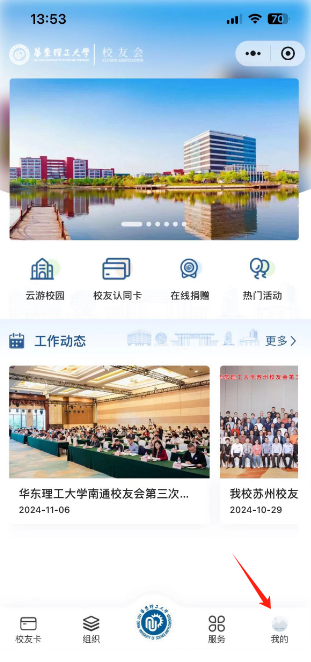 13:53
70
华东理工大学 校友会
云游校园
校友认同卡
在线捐赠
热门活动
工作动态
更多
华东理工大学南通校友会第三次...
2024-11-06
我校苏州校友
2024-10-29
校友卡
组织
服务
我的